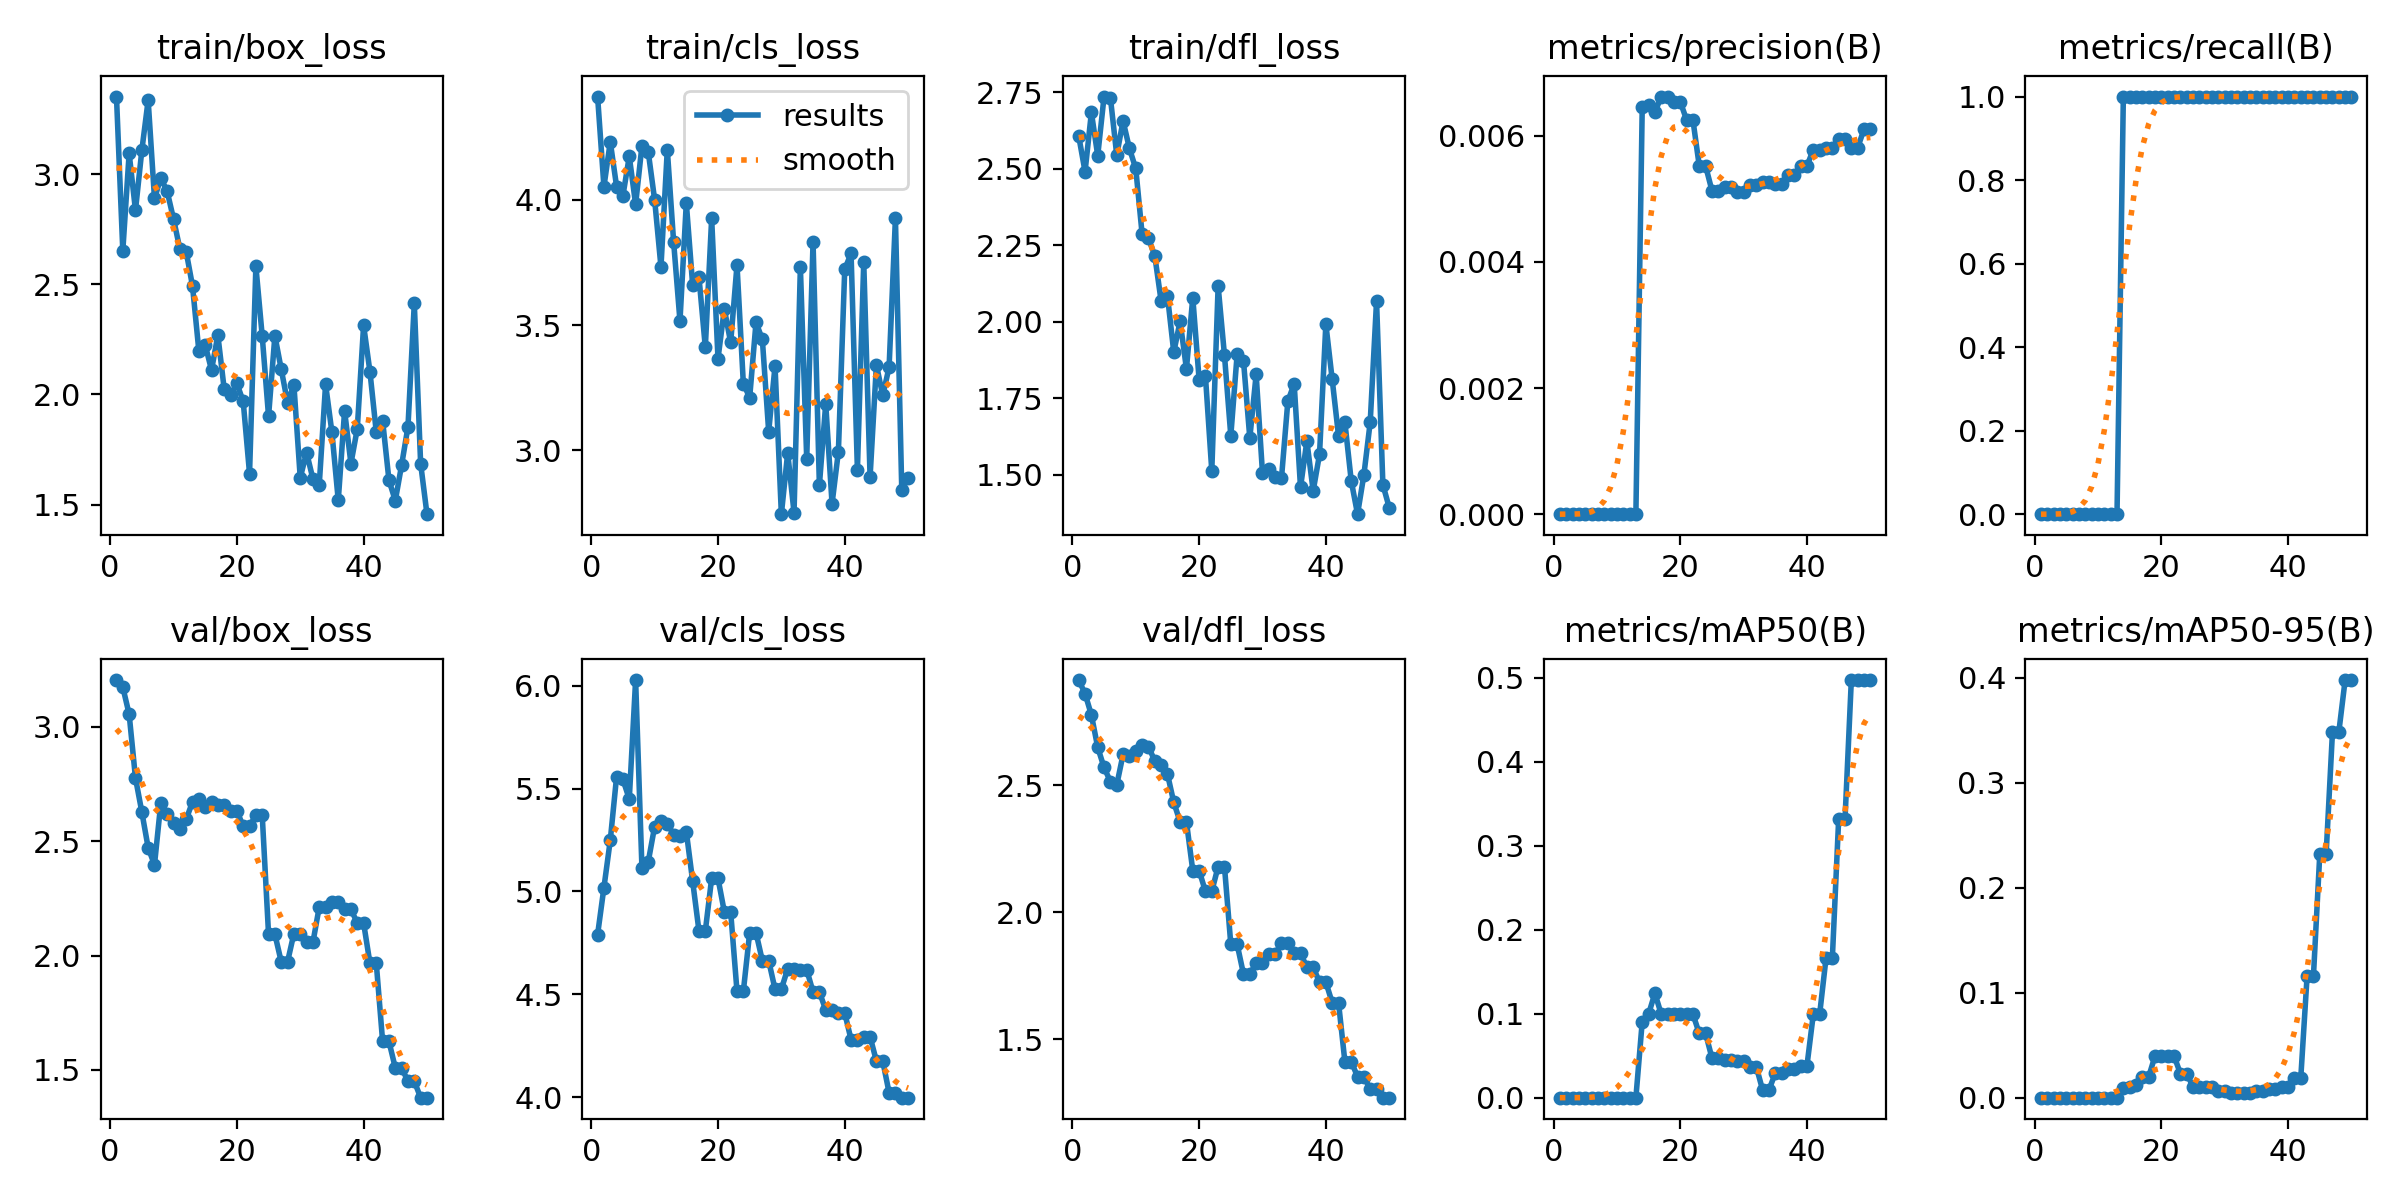 train/box_loss
3.0
2.5
2.0
1.5
0 20 40
train/cls_loss
results
smooth
4.0
3.5
3.0
0 20 40
train/dfl_loss
2.75
2.50
2.25
2.00
1.75
1.50
0 20 40
metrics/precision(B)
0.006
0.004
0.002
0.000
0 20 40
metrics/recall(B)
1.0
0.8
0.6
0.4
0.2
0.0
0 20 40
val/box_loss
3.0
2.5
2.0
1.5
0 20 40
val/cls_loss
6.0
5.5
5.0
4.5
4.0
0 20 40
val/dfl_loss
2.5
2.0
1.5
0 20 40
metrics/mAP50(B)
0.5
0.4
0.3
0.2
0.1
0.0
0 20 40
metrics/mAP50-95(B)
0.4
0.3
0.2
0.1
0.0
0 20 40